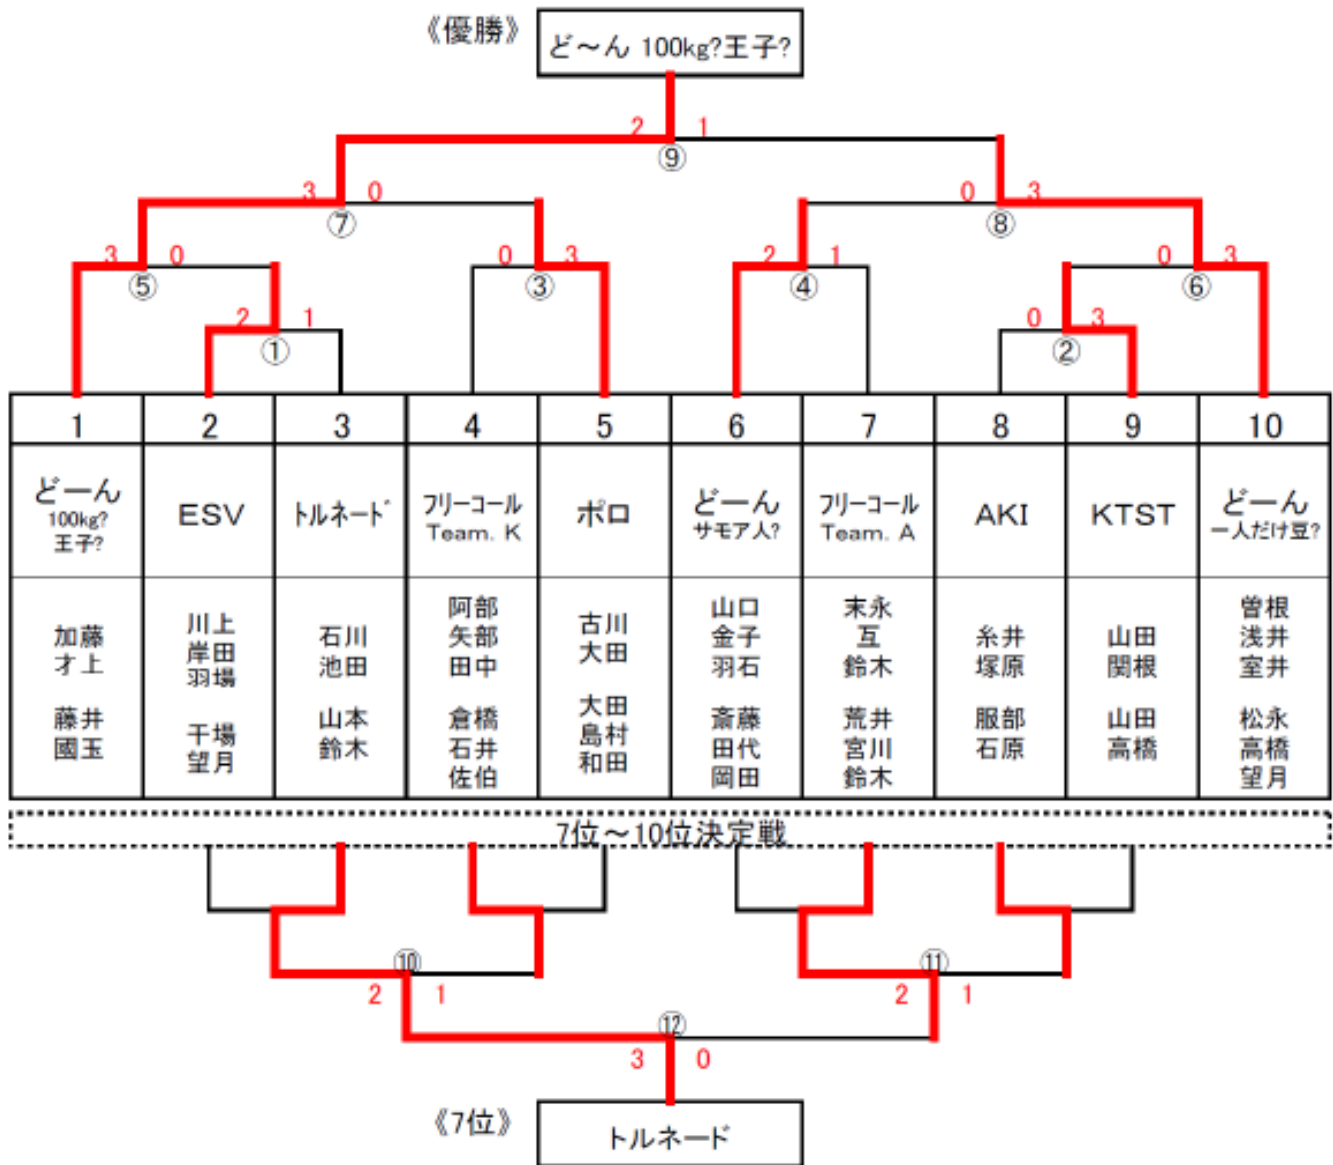 《優勝》
ど～ん 100kg?王子?
2 1
⑨
3 0
0 3
⑦
⑧
3 0
0 3
2 1
0 3
⑤
③
④
⑥
2 1
0 3
①
②
1 2 3 4 5 6 7 8 9 10
どーん
100kg?
王子?
ESV
トルネード
フリーコール
Team. K
ポロ
どーん
サモア人?
フリーコール
Team. A
AKI
KTST
どーん
一人だけ豆?
加藤
才上
藤井
國玉
川上
岸田
羽場
干場
望月
石川
池田
山本
鈴木
阿部
矢部
田中
倉橋
石井
佐伯
古川
大田
大田
島村
和田
山口
金子
羽石
斎藤
田代
岡田
末永
互
鈴木
荒井
宮川
鈴木
糸井
塚原
服部
石原
山田
関根
山田
高橋
曽根
浅井
室井
松永
高橋
望月
7位～10位決定戦
⑩
⑪
2 1
2 1
⑫
3 0
《7位》
トルネード